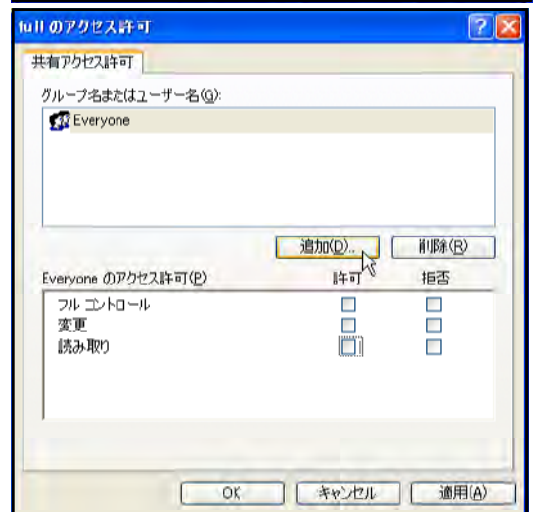 full のアクセス許可
共有アクセス許可
グループ名またはユーザー名(G):
Everyone
追加(D)... 削除(R)
Everyone のアクセス許可(P) 許可 拒否
フル コントロール
変更
読み取り
OK キャンセル 適用(A)